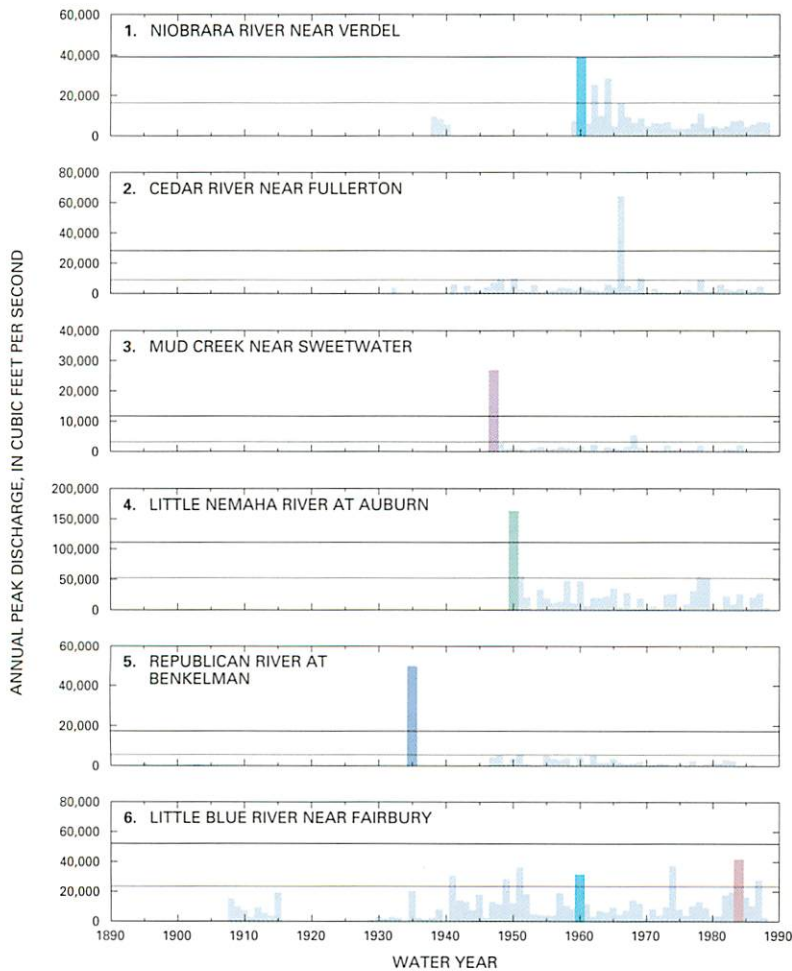 ANNUAL PEAK DISCHARGE, IN CUBIC FEET PER SECOND
1. NIOBRARA RIVER NEAR VERDEL
60,000
40,000
20,000
0
2. CEDAR RIVER NEAR FULLERTON
80,000
60,000
40,000
20,000
0
3. MUD CREEK NEAR SWEETWATER
40,000
30,000
20,000
10,000
0
4. LITTLE NEMAHA RIVER AT AUBURN
200,000
150,000
100,000
50,000
0
5. REPUBLICAN RIVER AT
BENKELMAN
60,000
40,000
20,000
0
6. LITTLE BLUE RIVER NEAR FAIRBURY
80,000
60,000
40,000
20,000
0
1890 1900 1910 1920 1930 1940 1950 1960 1970 1980 1990
WATER YEAR